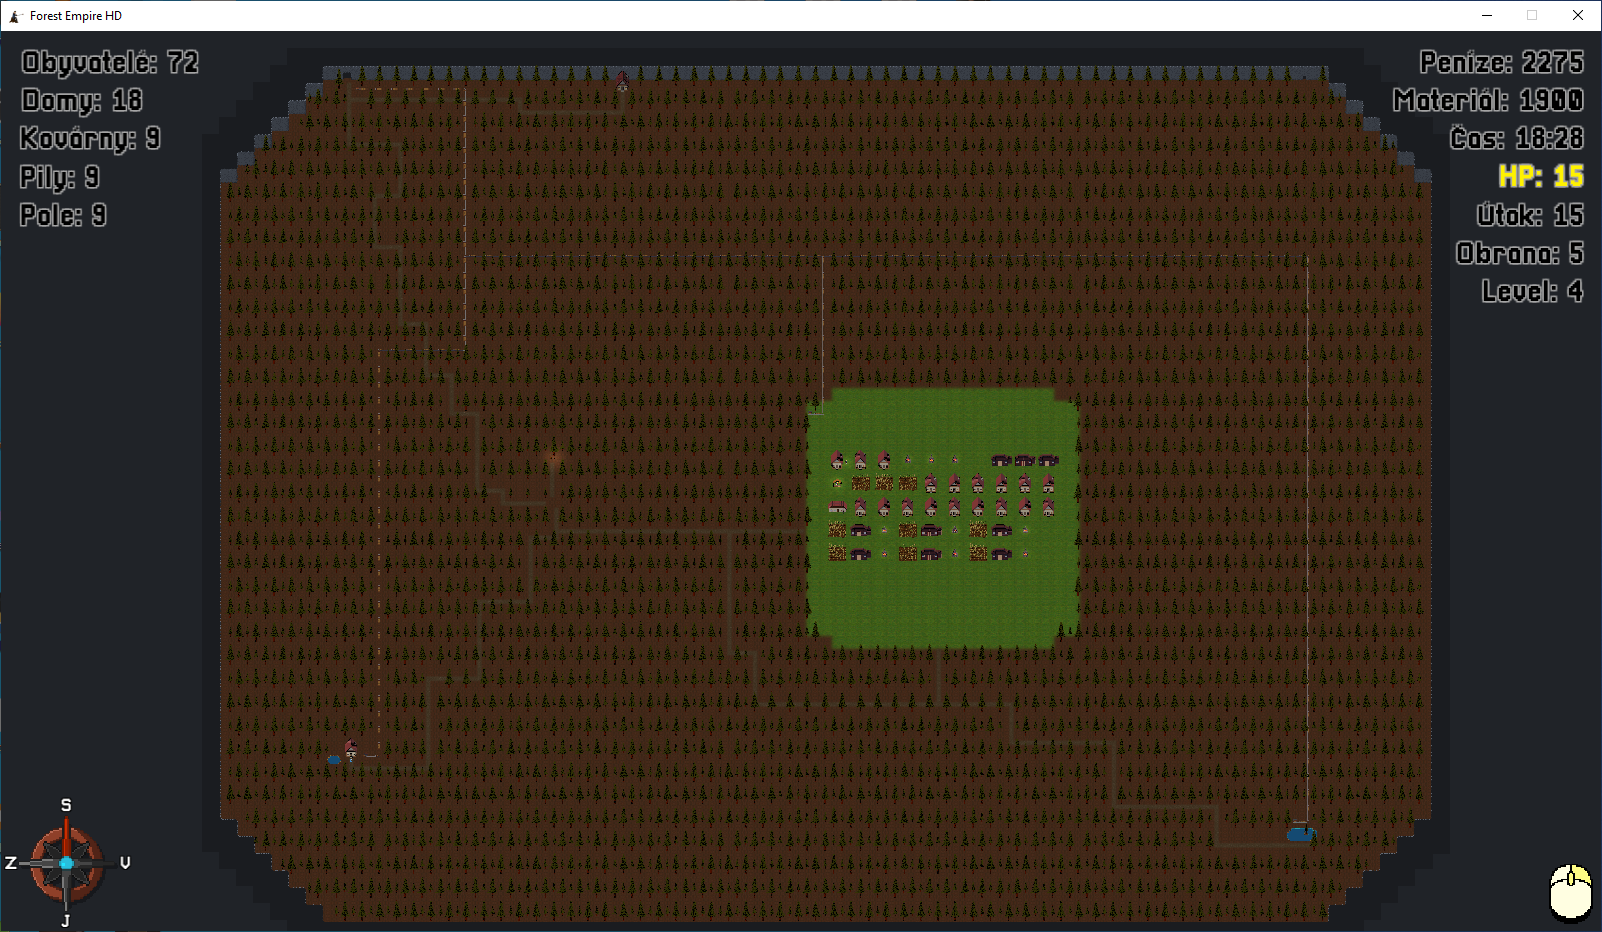 Forest Empire HD
Obyvatelé: 72
Domy: 18
Kovárny: 9
Pily: 9
Pole: 9
Peníze: 2275
Materiál: 1900
Čas: 18:28
HP: 15
Útok: 15
Obrana: 5
Level: 4
S
Z V
J